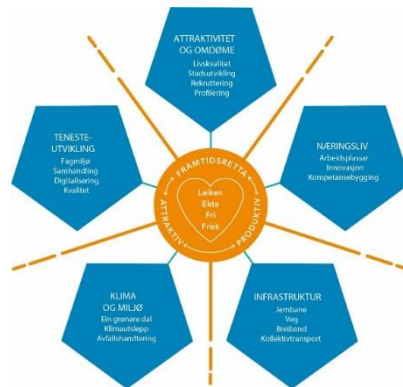 ATTRAKTIVITET
OG OMDØME
Livskvalitet
Stadsutvikling
Rekruttering
Profilering
TENESTE-
UTVIKLING
Fagmiljø
Samhandling
Digitalisering
Kvalitet
NÆRINGSLIV
Arbeidsplassar
Innovasjon
Kompetansebygging
FRAMTIDSRETTA
ATTRAKTIV
PRODUKTIV
Leiken
Ekta
Fri
Frisk
KLIMA
OG MILJØ
Ein grønare dal
Klimautslepp
Avfallshandtering
INFRASTRUKTUR
Jernbane
Veg
Breiband
Kollektivtransport